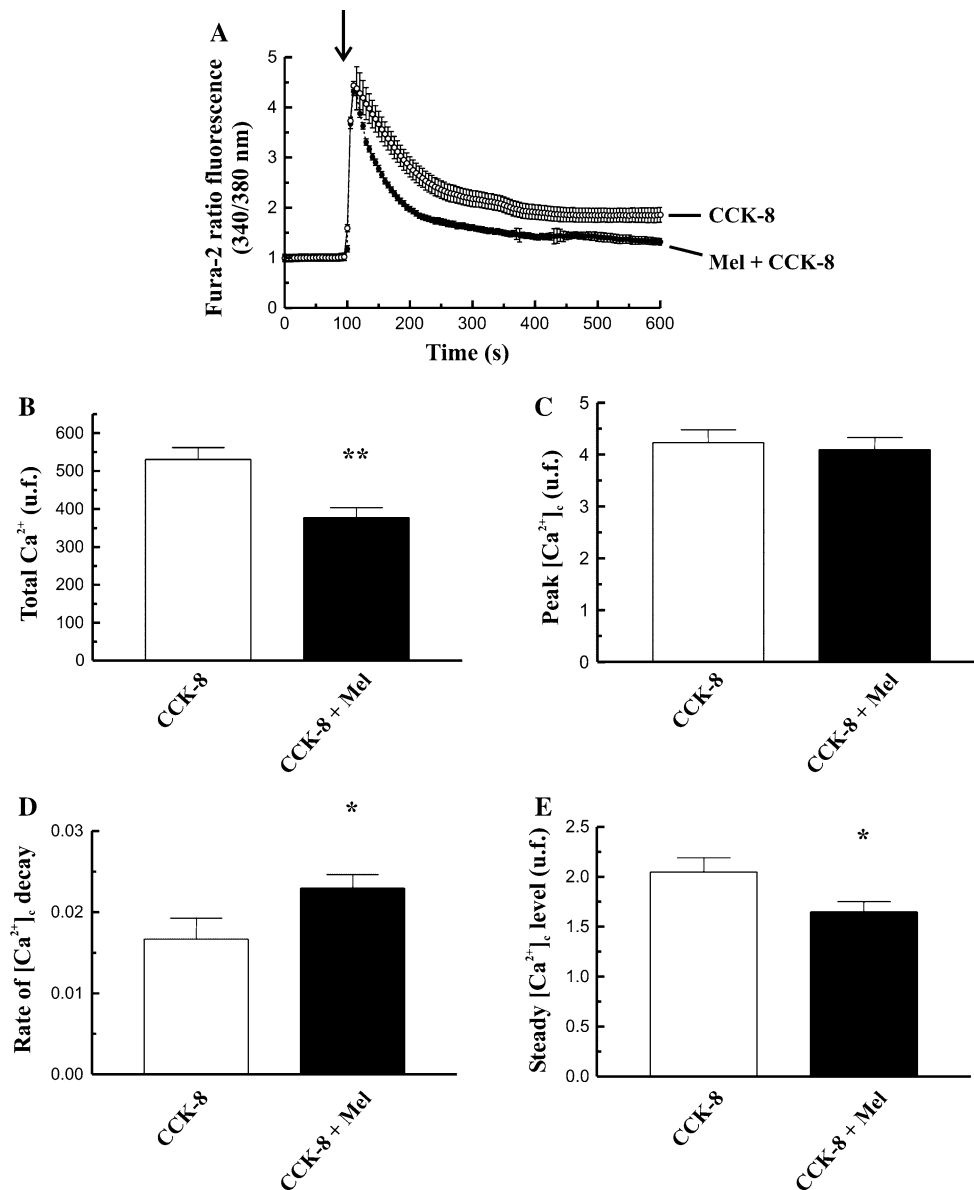 A
Fura-2 ratio fluorescence
(340/380 nm)
5
4
3
2
1
0
0 100 200 300 400 500 600
Time (s)
CCK-8
Mel + CCK-8
B
Total Ca²⁺ (u.f.)
600
500
400
300
200
100
0
**
CCK-8
CCK-8 + Mel
C
Peak [Ca²⁺]c (u.f.)
5
4
3
2
1
0
CCK-8
CCK-8 + Mel
D
Rate of [Ca²⁺]c decay
0.03
0.02
0.01
0.00
*
CCK-8
CCK-8 + Mel
E
Steady [Ca²⁺]c level (u.f.)
2.5
2.0
1.5
1.0
0.5
0.0
*
CCK-8
CCK-8 + Mel